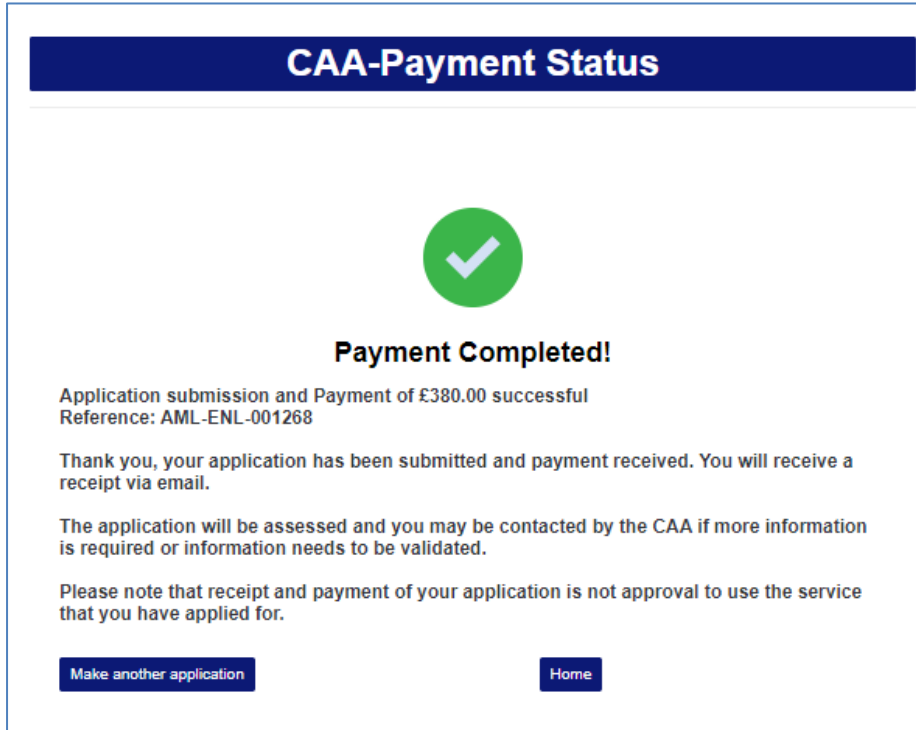 CAA-Payment Status
Payment Completed!
Application submission and Payment of £380.00 successful
Reference: AML-ENL-001268
Thank you, your application has been submitted and payment received. You will receive a
receipt via email.
The application will be assessed and you may be contacted by the CAA if more information
is required or information needs to be validated.
Please note that receipt and payment of your application is not approval to use the service
that you have applied for.
Make another application
Home